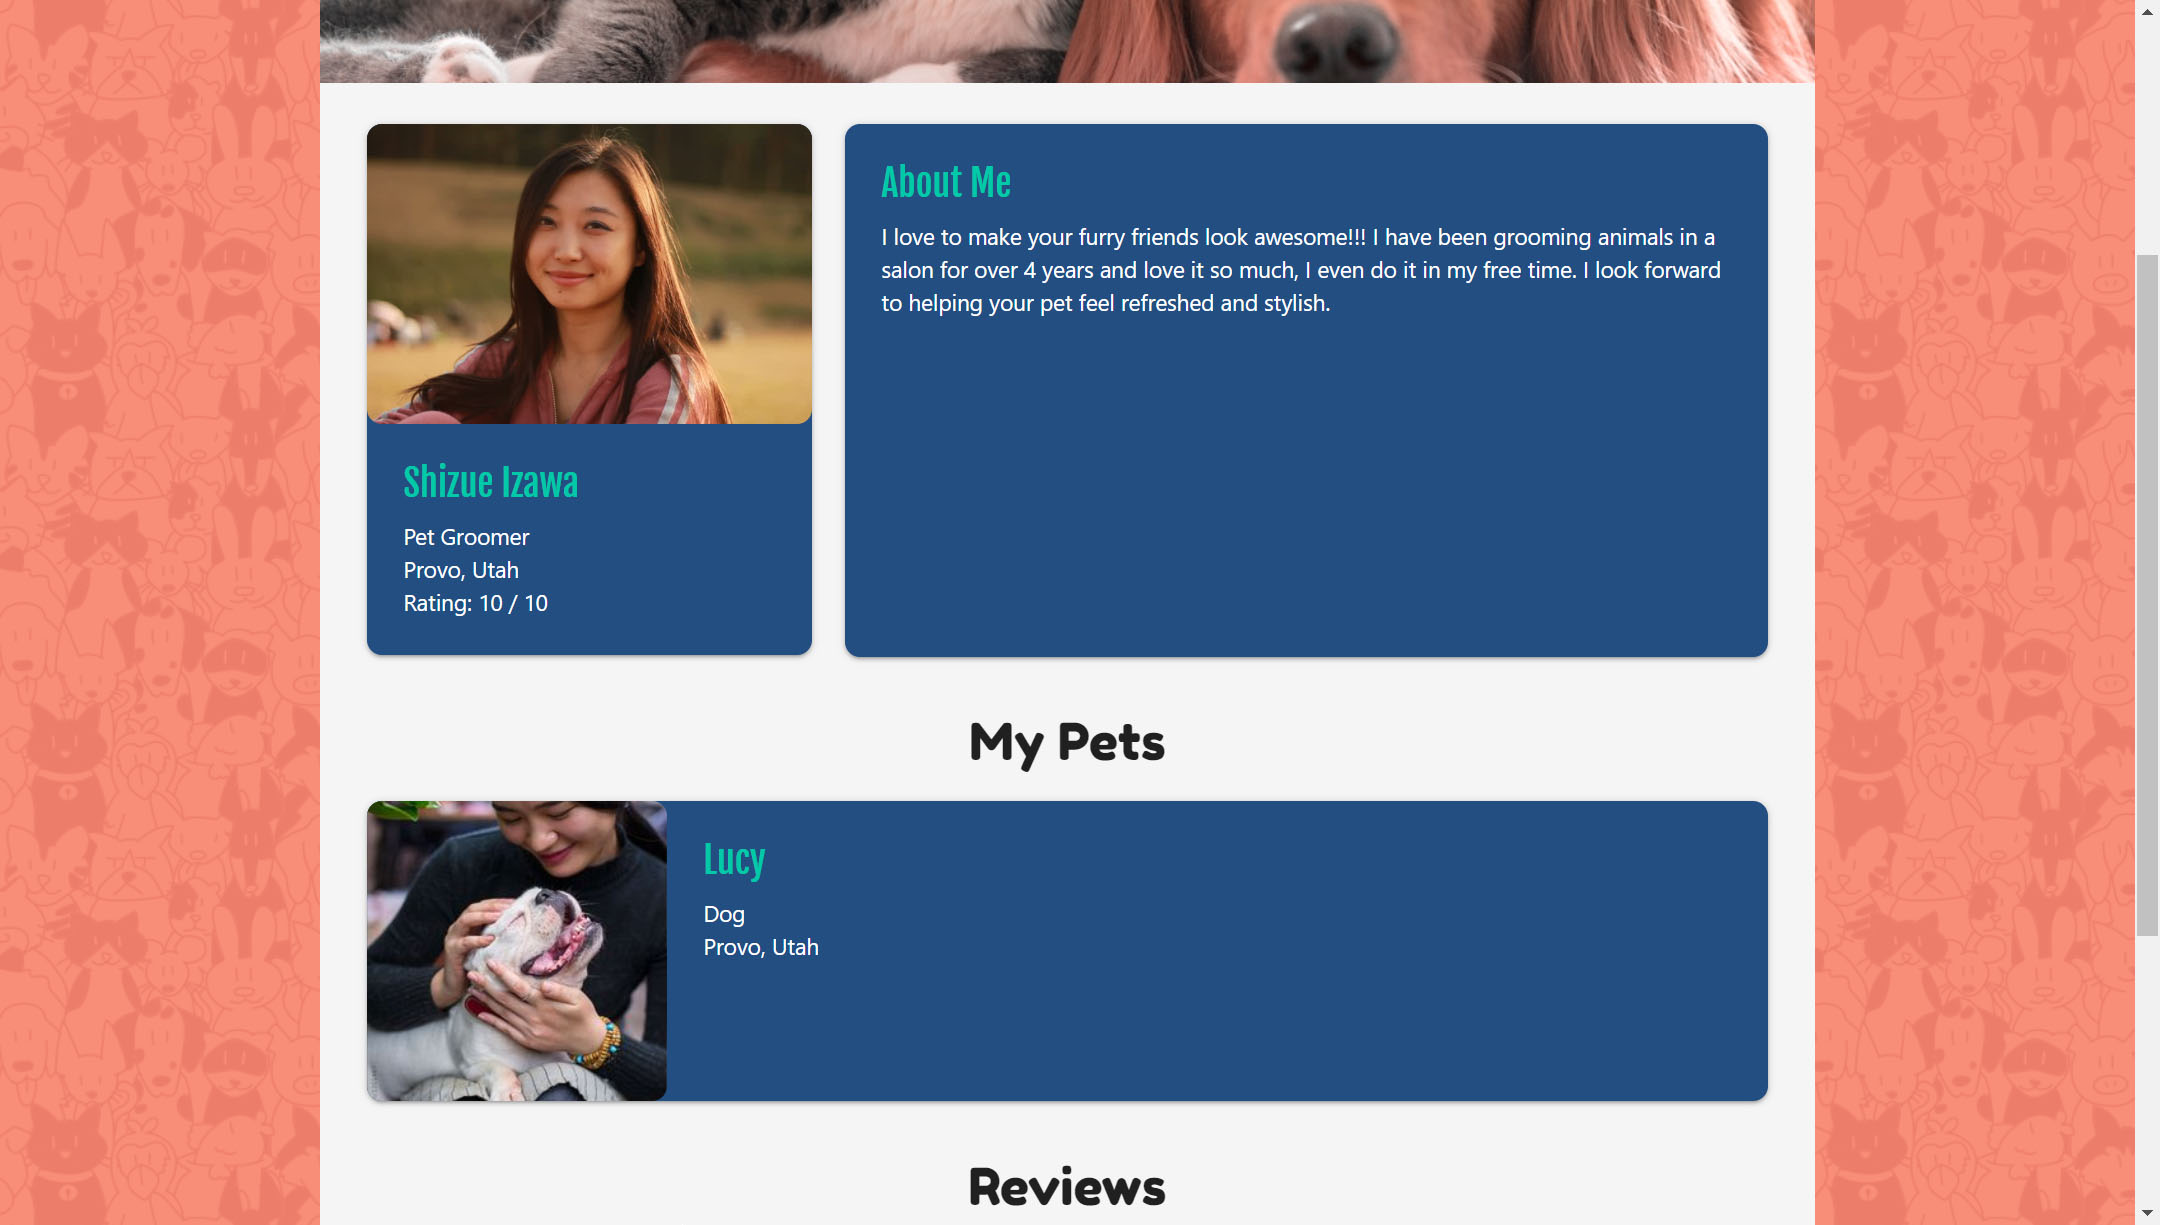 About Me
I love to make your furry friends look awesome!!! I have been grooming animals in a
salon for over 4 years and love it so much, I even do it in my free time. I look forward
to helping your pet feel refreshed and stylish.
Shizue Izawa
Pet Groomer
Provo, Utah
Rating: 10 / 10
My Pets
Lucy
Dog
Provo, Utah
Reviews